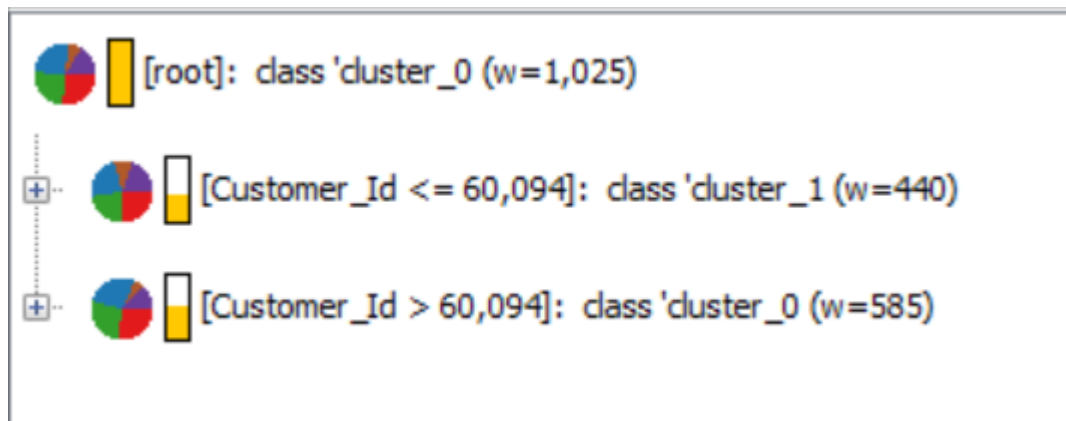 [root]: class 'cluster_0 (w=1,025)
[Customer_Id <= 60,094]: class 'cluster_1 (w=440)
[Customer_Id > 60,094]: class 'cluster_0 (w=585)